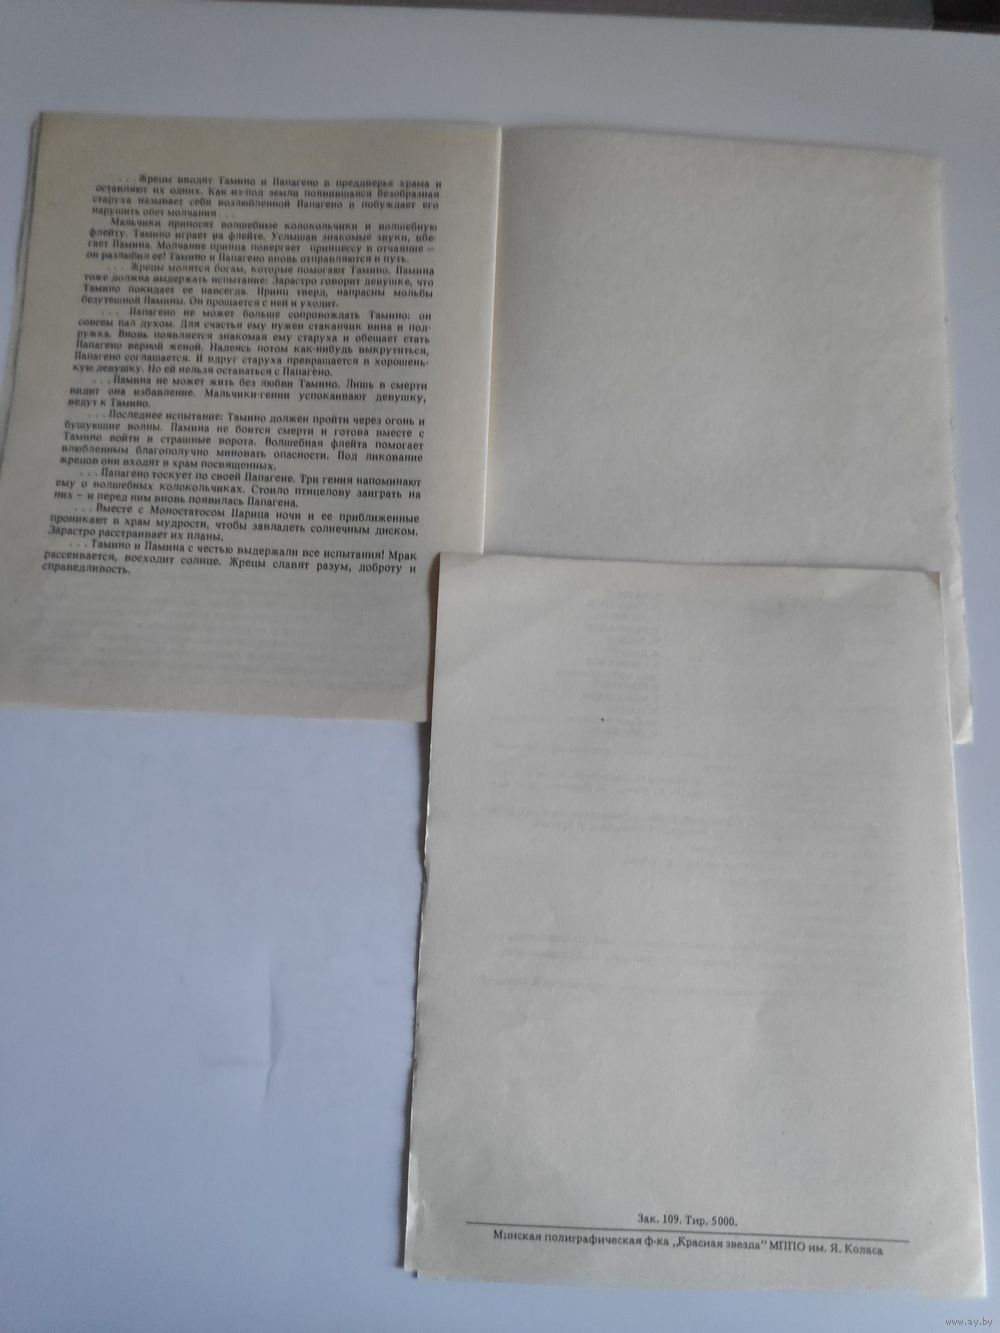 . . . Жрецы вводят Тамино и Папагено в преддверье храма и
оставляют их одних. Как из-под земли появившаяся безобразная
старуха называет себя возлюбленной Папагено и побуждает его
нарушить обет молчания . . .
Мальчики приносят волшебные колокольчики и волшебную
флейту. Тамино играет на флейте. Услышав знакомые звуки, вбе-
гает Памина. Молчание принца повергает принцессу в отчаяние –
он разлюбил ее! Тамино и Папагено вновь отправляются в путь.
. . . Жрецы молятся богам, которые помогают Тамино. Памина
тоже должна выдержать испытание: Зарастро говорит девушке, что
Тамино покидает ее навсегда. Принц тверд, напрасны мольбы
безутешной Памины. Он прощается с ней и уходит.
. . . Папагено не может больше сопровождать Тамино: он
совсем пал духом. Для счастья ему нужен стаканчик вина и под-
ружка. Вновь появляется знакомая ему старуха и обещает стать
Папагено верной женой. Надеясь потом как-нибудь выкрутиться,
Папагено соглашается. И вдруг старуха превращается в хорошень-
кую девушку. Но ей нельзя оставаться с Папагено.
. . . Памина не может жить без любви Тамино. Лишь в смерти
видит она избавление. Мальчики-гении успокаивают девушку,
ведут к Тамино.
. . . Последнее испытание: Тамино должен пройти через огонь и
бушующие волны. Памина не боится смерти и готова вместе с
Тамино войти в страшные ворота. Волшебная флейта помогает
влюбленным благополучно миновать опасности. Под ликование
жрецов они входят в храм посвященных.
. . . Папагено тоскует по своей Папагене. Три гения напоминают
ему о волшебных колокольчиках. Стоило птицелову заиграть на
них – и перед ним вновь появилась Папагена.
. . . Вместе с Моностатосом Царица ночи и ее приближенные
проникают в храм мудрости, чтобы завладеть солнечным диском.
Зарастро расстраивает их планы.
. . . Тамино и Памина с честью выдержали все испытания! Мрак
рассеивается, восходит солнце. Жрецы славят разум, доброту и
справедливость.
Зак. 109. Тир. 5000.
Минская полиграфическая ф-ка „Красная звезда” МППО им. Я. Коласа
www.ay.by